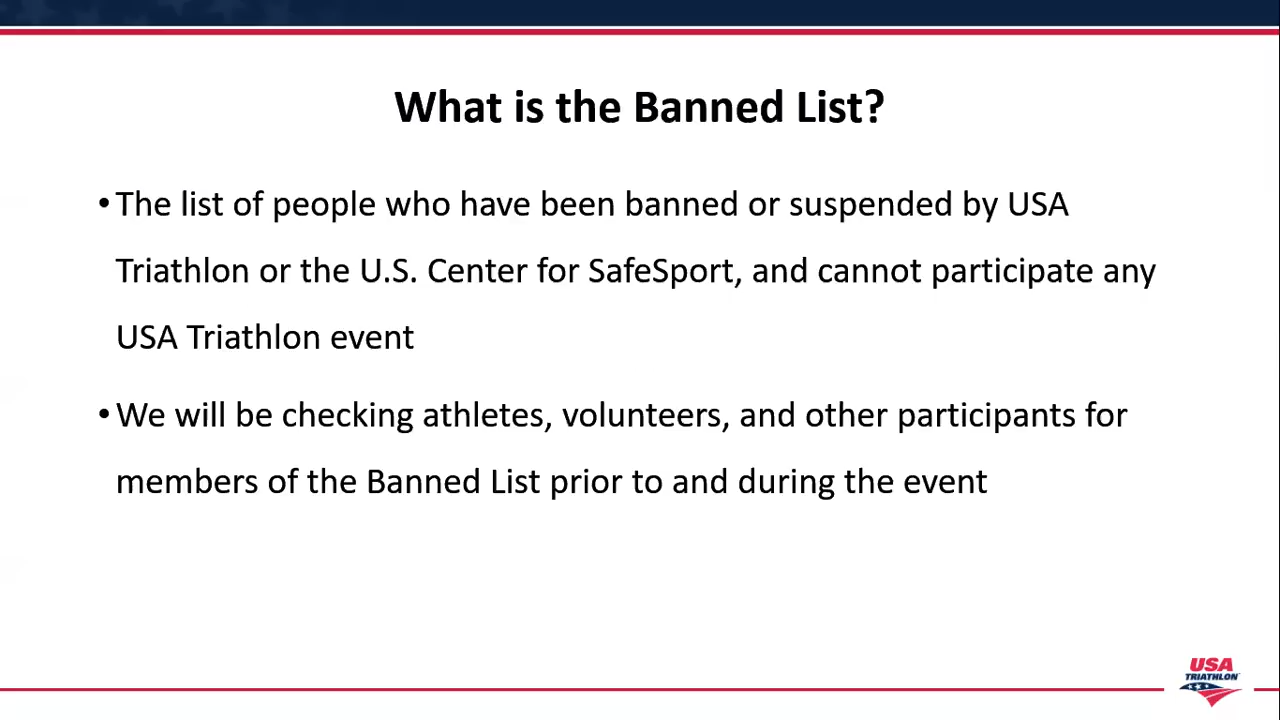 What is the Banned List?
• The list of people who have been banned or suspended by USA
Triathlon or the U.S. Center for SafeSport, and cannot participate any
USA Triathlon event
• We will be checking athletes, volunteers, and other participants for
members of the Banned List prior to and during the event
USA
TRIATHLON